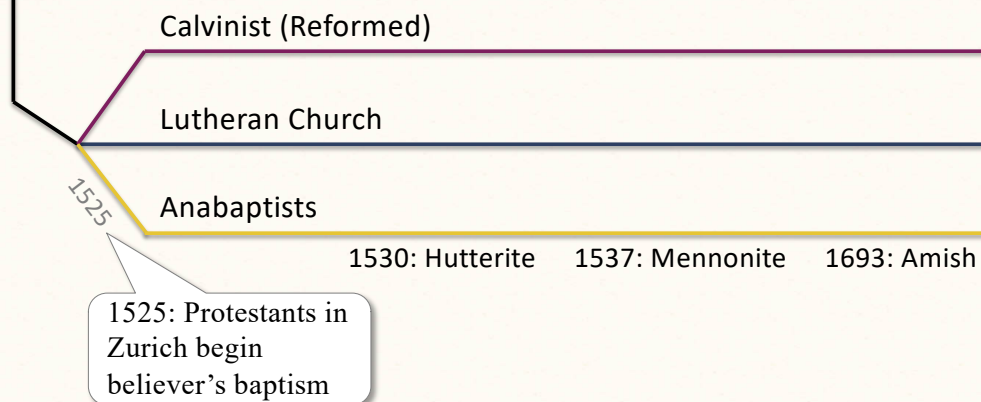 Calvinist (Reformed)
Lutheran Church
1525
Anabaptists
1530: Hutterite 1537: Mennonite 1693: Amish
1525: Protestants in
Zurich begin
believer’s baptism